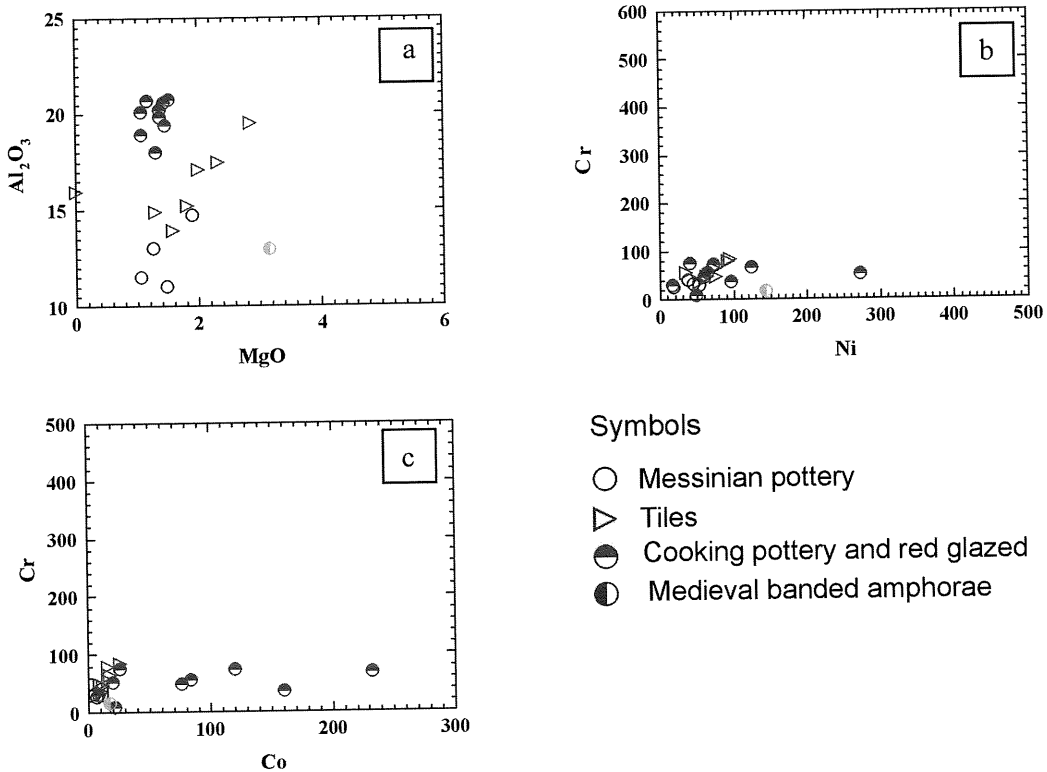 25
20
15
10
Al2O3
0
2
4
6
MgO
a
600
500
400
300
200
100
0
Cr
0
100
200
300
400
500
Ni
b
500
400
300
200
100
0
Cr
0
100
200
300
Co
c
Symbols
Messinian pottery
Tiles
Cooking pottery and red glazed
Medieval banded amphorae